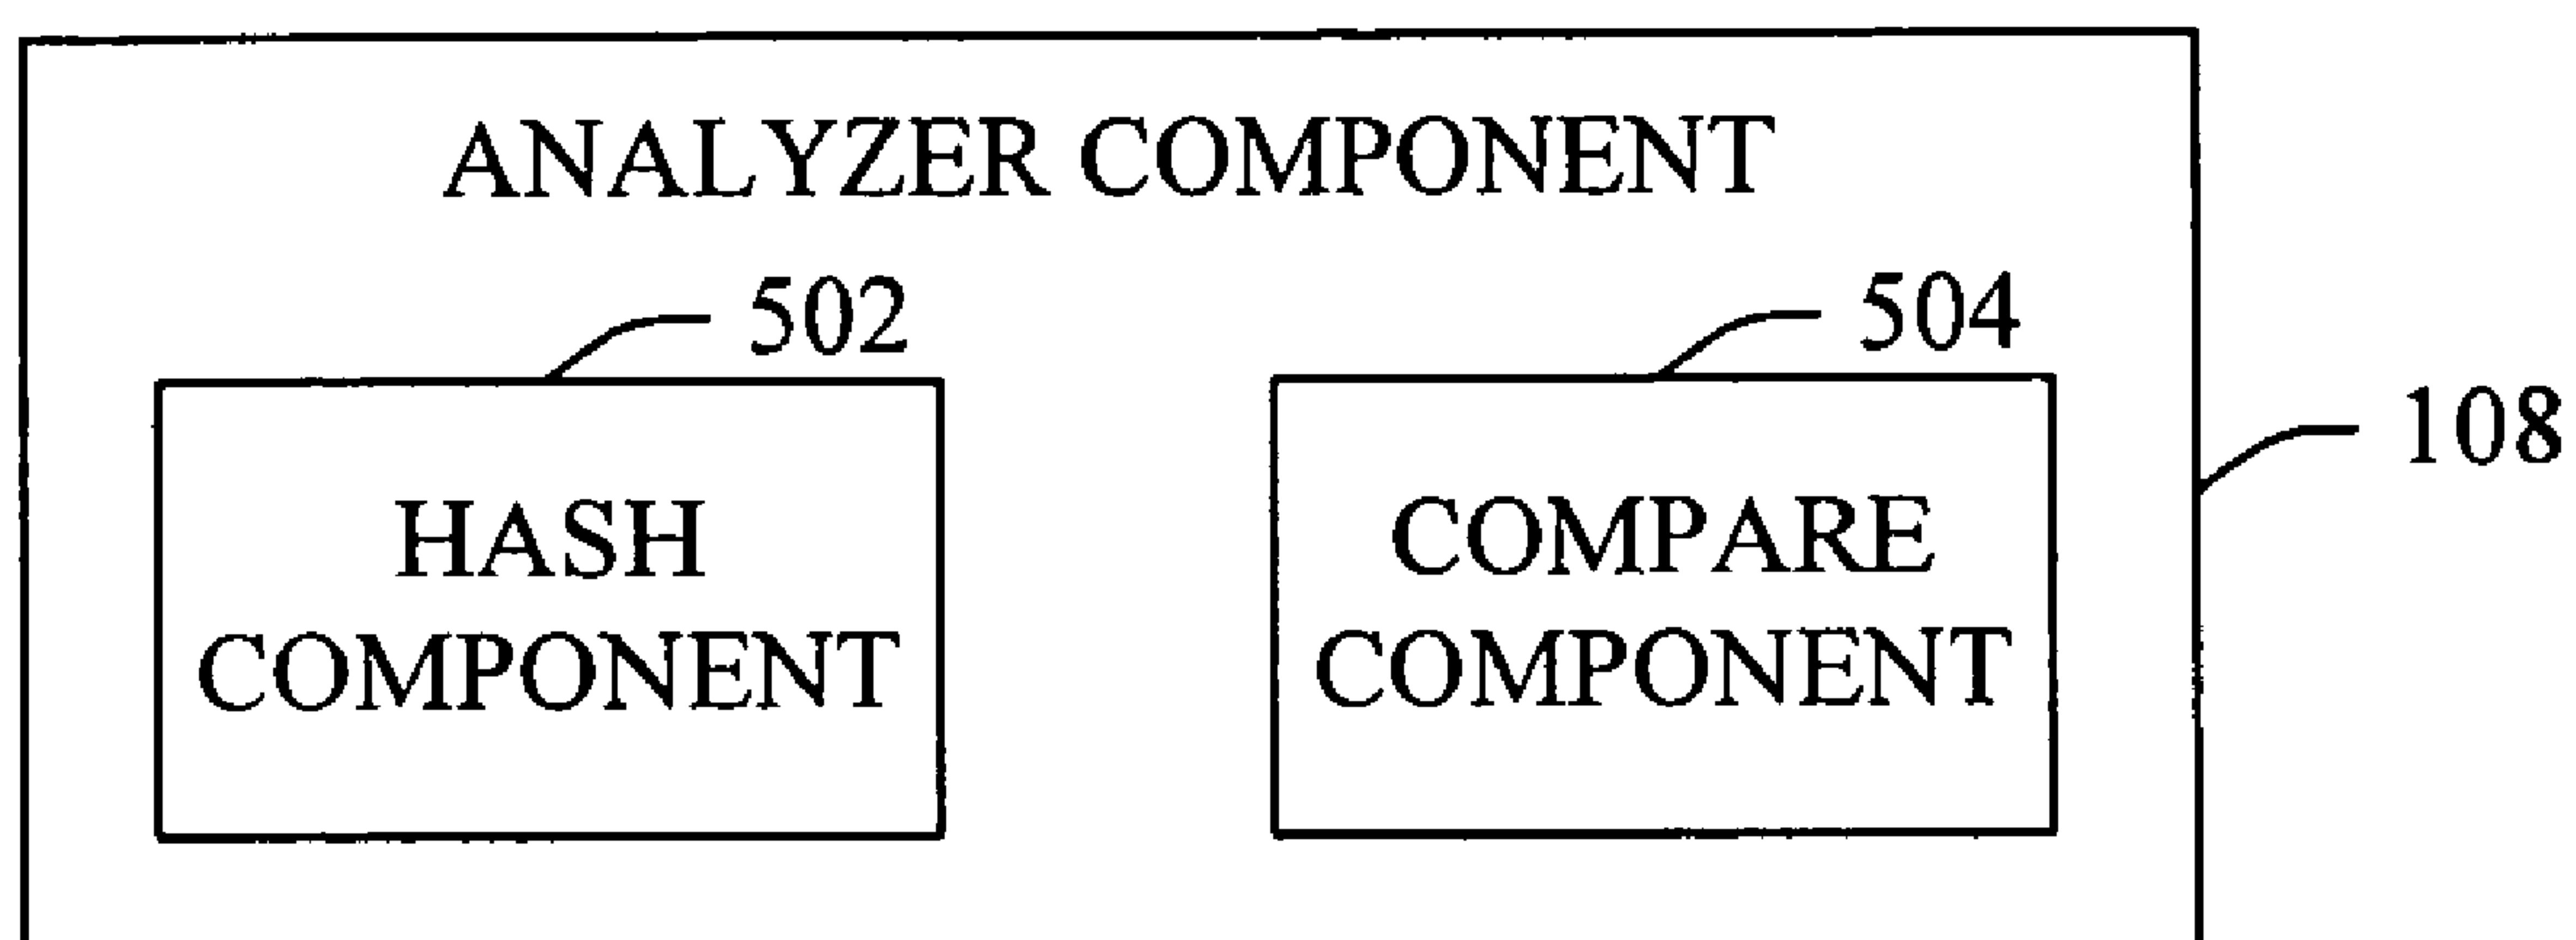 ANALYZER COMPONENT
502
504
108
HASH
COMPONENT
COMPARE
COMPONENT